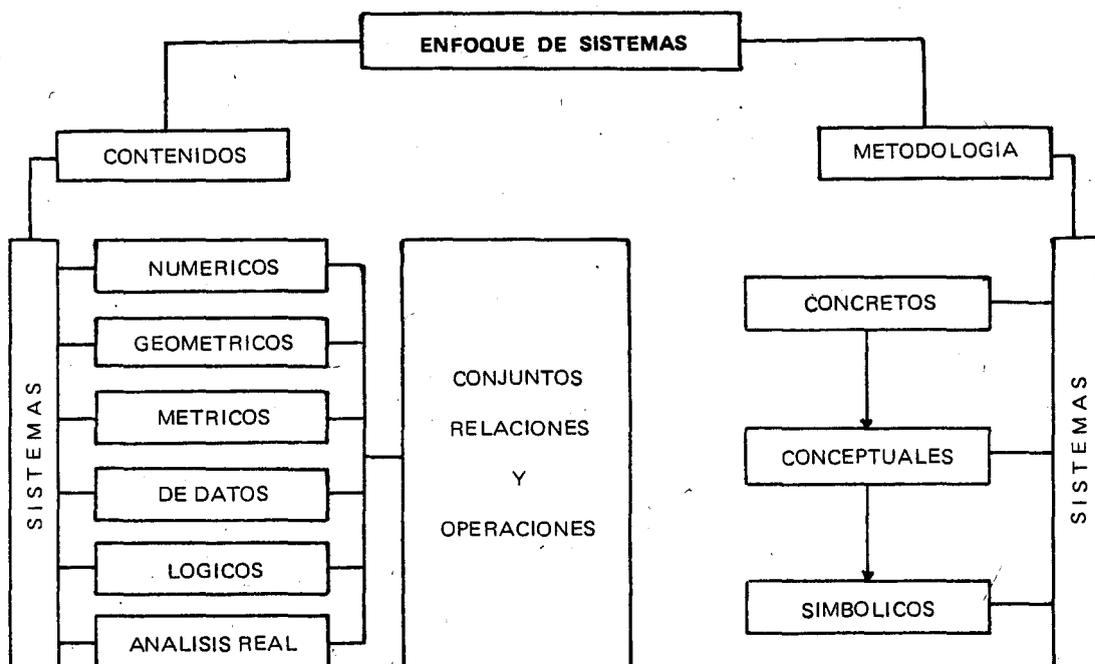 ENFOQUE DE SISTEMAS
CONTENIDOS
METODOLOGIA
SISTEMAS
NUMERICOS
GEOMETRICOS
METRICOS
DE DATOS
LOGICOS
ANALISIS REAL
CONJUNTOS
RELACIONES
Y
OPERACIONES
CONCRETOS
CONCEPTUALES
SIMBOLICOS
SISTEMAS